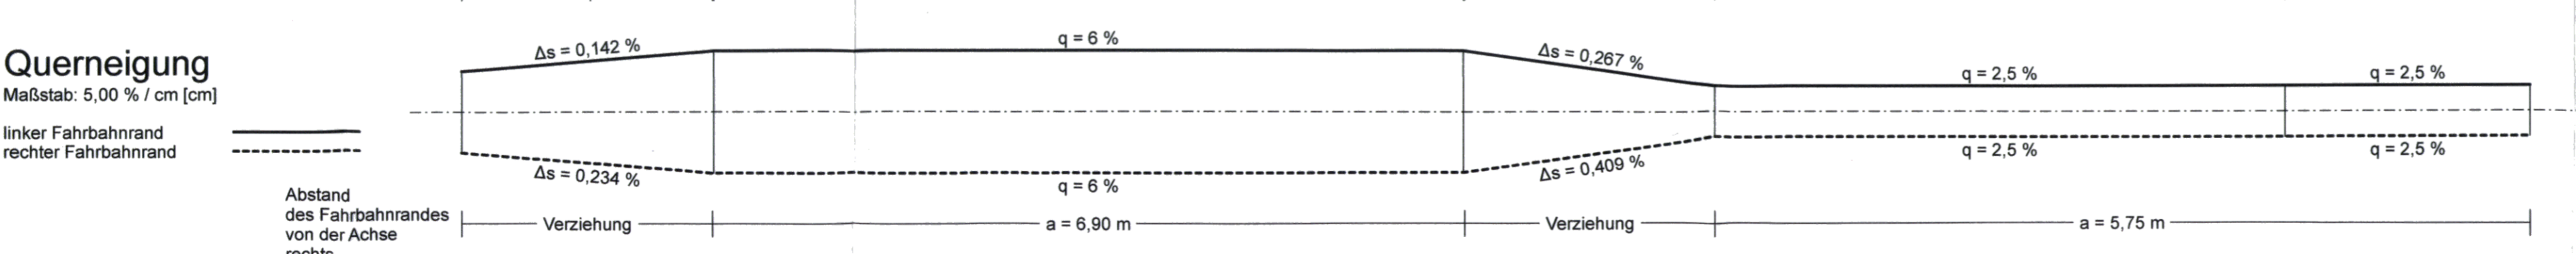 Querneigung
Maßstab: 5,00 % / cm [cm]
linker Fahrbahnrand
rechter Fahrbahnrand
Δs = 0,142 %
q = 6 %
Δs = 0,267 %
q = 2,5 %
q = 2,5 %
Δs = 0,234 %
q = 6 %
Δs = 0,409 %
q = 2,5 %
q = 2,5 %
Abstand
des Fahrbahnrandes
von der Achse
rechts
Verziehung
a = 6,90 m
Verziehung
a = 5,75 m